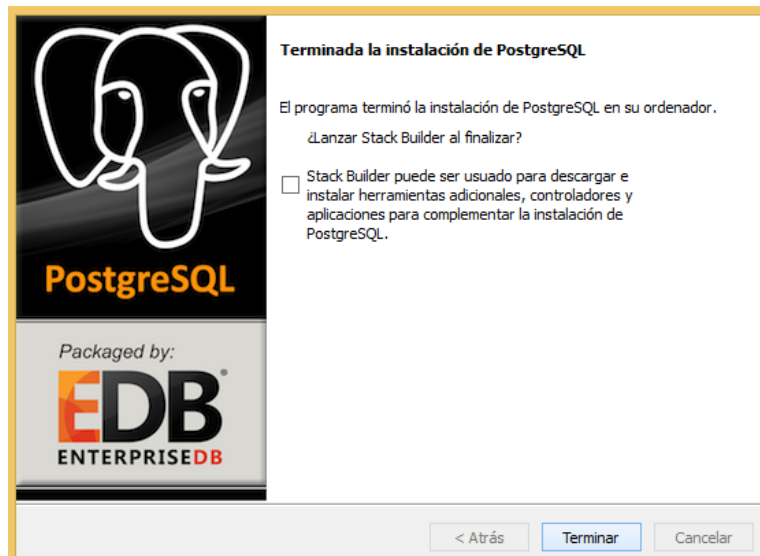 Terminada la instalación de PostgreSQL
El programa terminó la instalación de PostgreSQL en su ordenador.
¿Lanzar Stack Builder al finalizar?
Stack Builder puede ser usado para descargar e
instalar herramientas adicionales, controladores y
aplicaciones para complementar la instalación de
PostgreSQL.
PostgreSQL
Packaged by:
EDB®
ENTERPRISEDB
< Atrás
Terminar
Cancelar